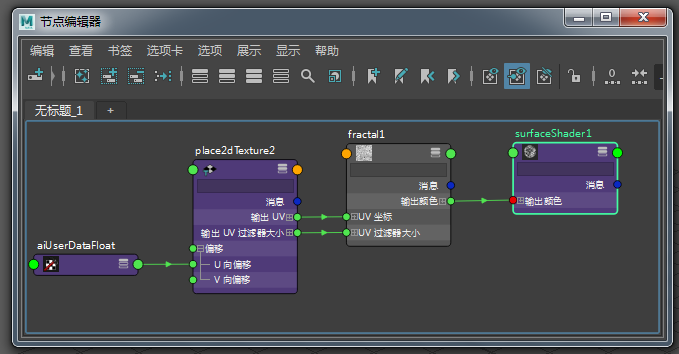 节点编辑器
编辑 查看 书签 选项卡 选项 展示 显示 帮助
无标题_1 +
place2dTexture2
消息
输出 UV
输出 UV 过滤器大小
偏移
U 向偏移
V 向偏移
fractal1
消息
输出颜色
UV 坐标
UV 过滤器大小
surfaceShader1
消息
输出颜色
aiUserDataFloat